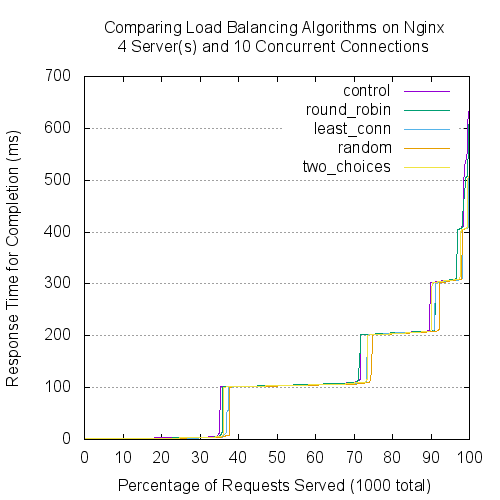 Comparing Load Balancing Algorithms on Nginx
4 Server(s) and 10 Concurrent Connections
700
600
500
400
300
200
100
0
Response Time for Completion (ms)
control
round_robin
least_conn
random
two_choices
0 10 20 30 40 50 60 70 80 90 100
Percentage of Requests Served (1000 total)